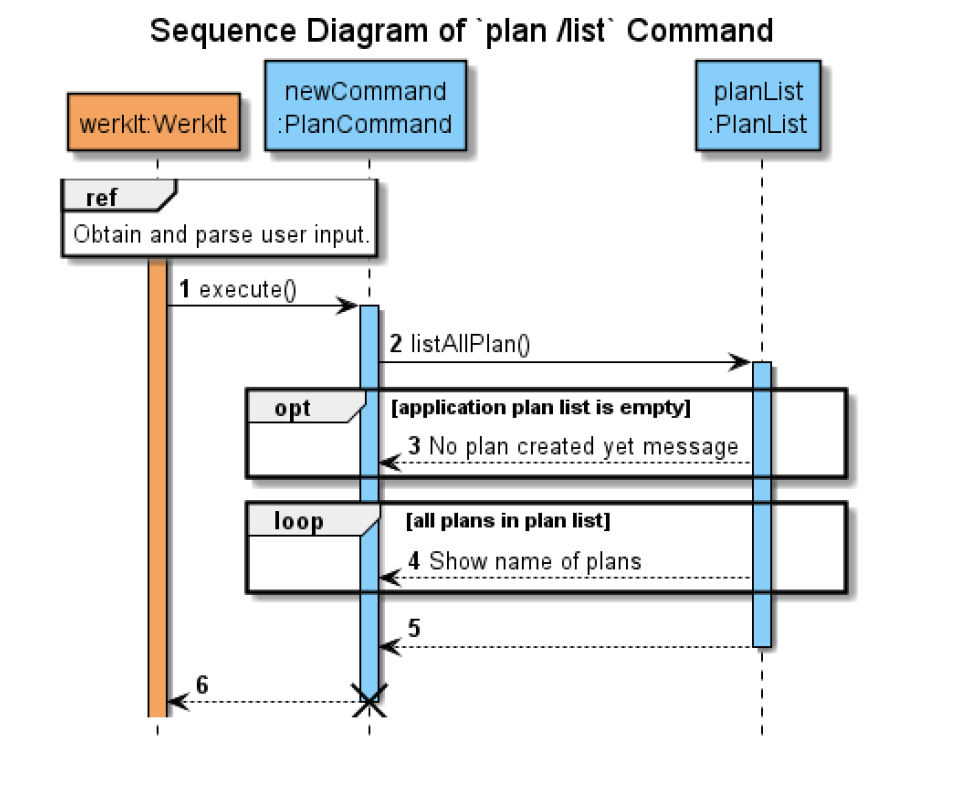 Sequence Diagram of `plan /list` Command
werkIt:WerkIt
newCommand
:PlanCommand
planList
:PlanList
ref
Obtain and parse user input.
1 execute()
2 listAllPlan()
opt [application plan list is empty]
3 No plan created yet message
loop [all plans in plan list]
4 Show name of plans
5
6